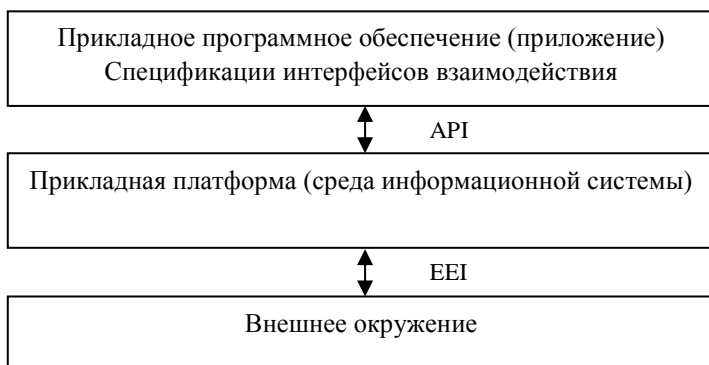 Прикладное программное обеспечение (приложение)
Спецификации интерфейсов взаимодействия
API
Прикладная платформа (среда информационной системы)
EEI
Внешнее окружение